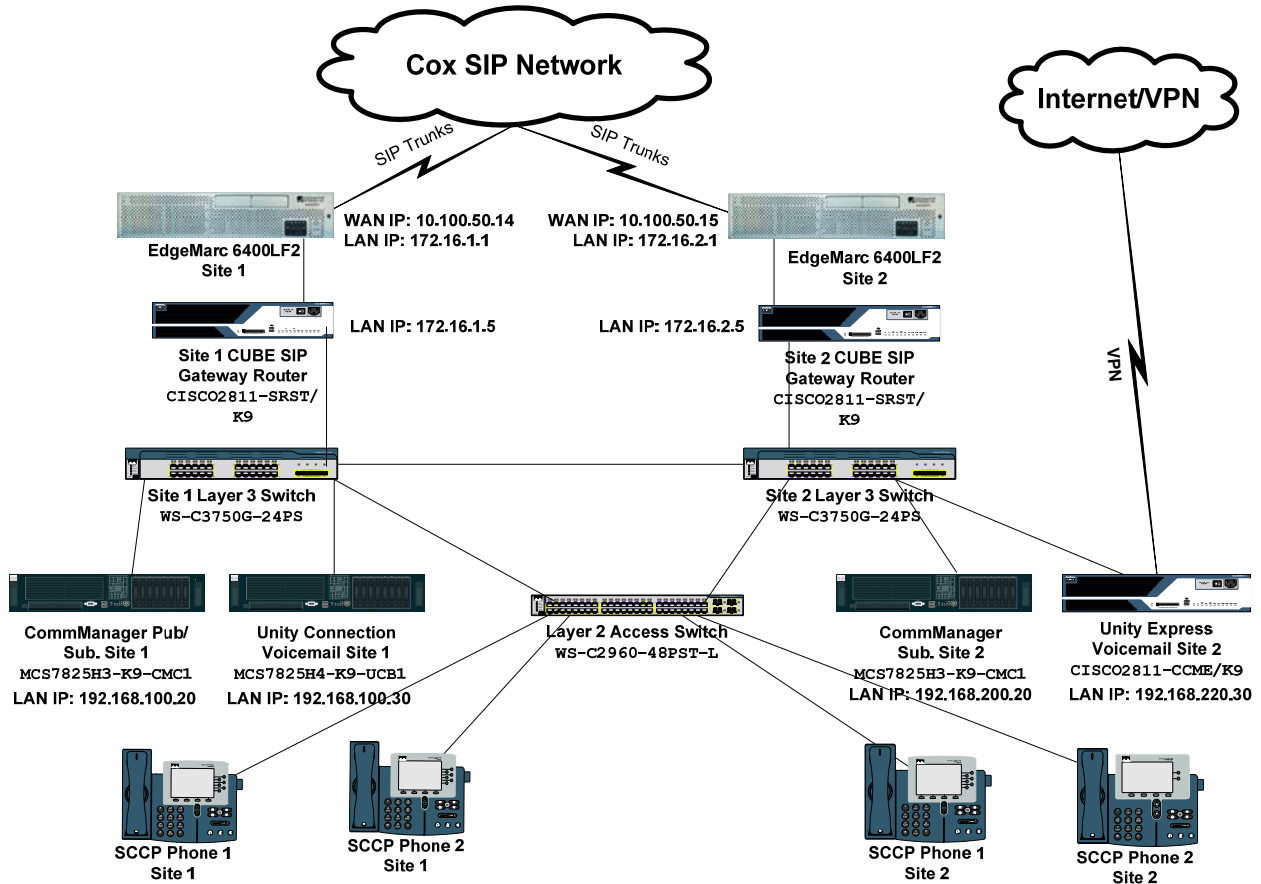 Cox SIP Network
Internet/VPN
SIP Trunks
SIP Trunks
WAN IP: 10.100.50.14
LAN IP: 172.16.1.1
WAN IP: 10.100.50.15
LAN IP: 172.16.2.1
EdgeMarc 6400LF2
Site 1
EdgeMarc 6400LF2
Site 2
LAN IP: 172.16.1.5
LAN IP: 172.16.2.5
Site 1 CUBE SIP
Gateway Router
CISCO2811-SRST/
K9
Site 2 CUBE SIP
Gateway Router
CISCO2811-SRST/
K9
VPN
Site 1 Layer 3 Switch
WS-C3750G-24PS
Site 2 Layer 3 Switch
WS-C3750G-24PS
CommManager Pub/
Sub. Site 1
MCS7825H3-K9-CMC1
LAN IP: 192.168.100.20
Unity Connection
Voicemail Site 1
MCS7825H4-K9-UCB1
LAN IP: 192.168.100.30
Layer 2 Access Switch
WS-C2960-48PST-L
CommManager
Sub. Site 2
MCS7825H3-K9-CMC1
LAN IP: 192.168.200.20
Unity Express
Voicemail Site 2
CISCO2811-CCME/K9
LAN IP: 192.168.220.30
SCCP Phone 1
Site 1
SCCP Phone 2
Site 1
SCCP Phone 1
Site 2
SCCP Phone 2
Site 2